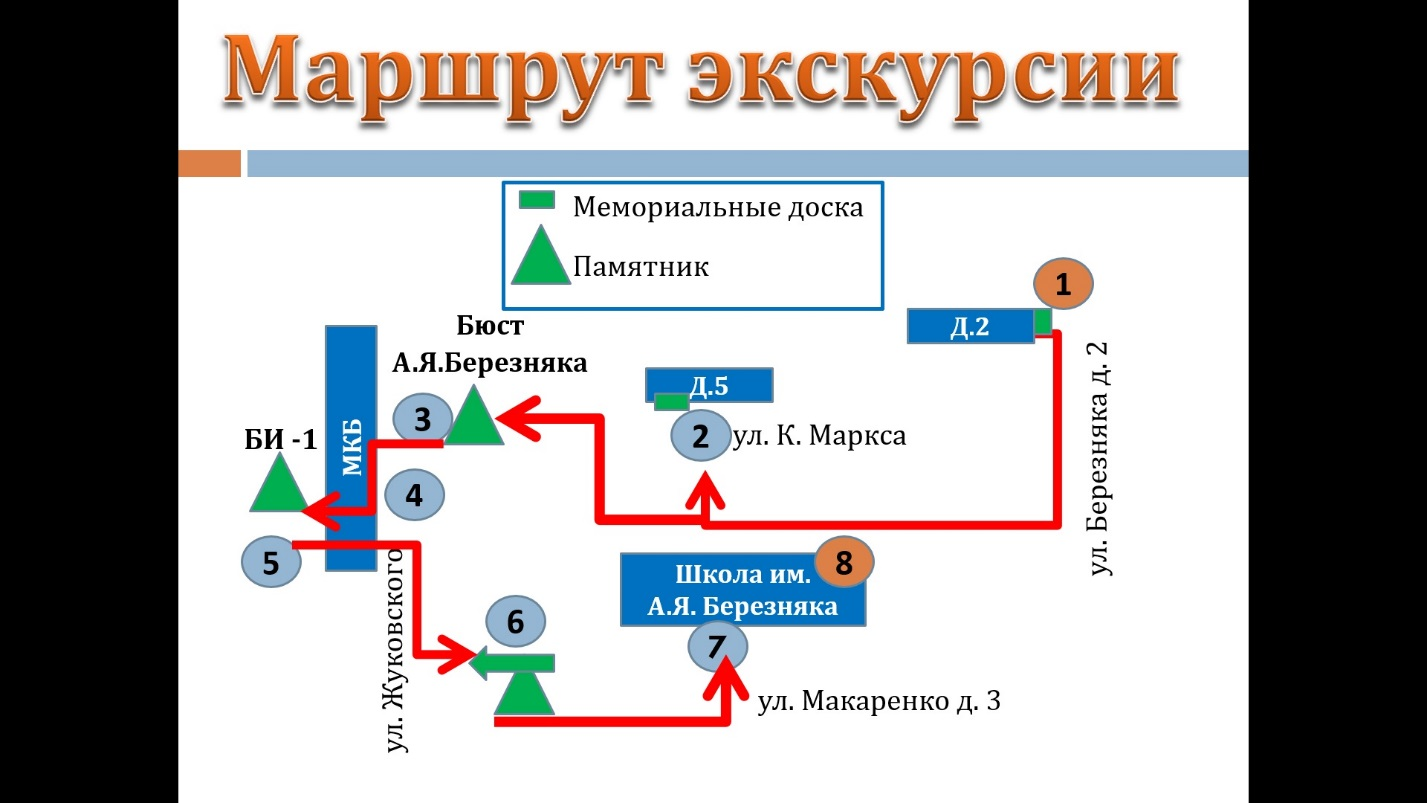 Маршрут экскурсии
Мемориальные доска
Памятник
1
Д.2
ул. Березняка д. 2
Бюст
А.Я.Березняка
Д.5
2
ул. К. Маркса
3
МКБ
БИ -1
4
5
ул. Жуковского
6
Школа им.
А.Я. Березняка
8
7
ул. Макаренко д. 3